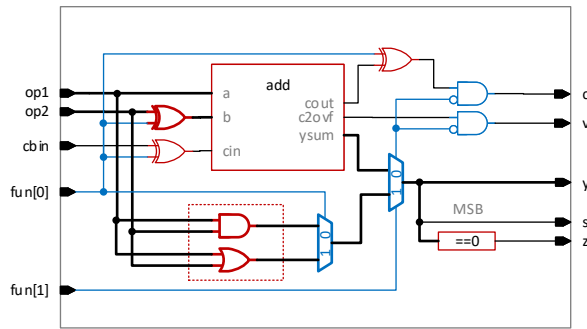 add
op1
a
op2
b
cout
c2ovf
cbin
cin
ysum
c
v
fun[0]
1 0
y
MSB
s
1 0
==0
z
fun[1]